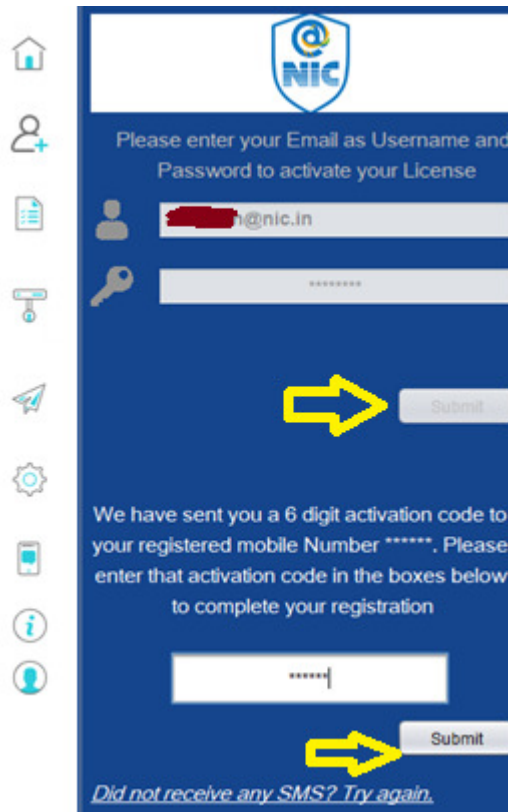 @
NIC
Please enter your Email as Username and
Password to activate your License
h@nic.in
********
Submit
We have sent you a 6 digit activation code to
your registered mobile Number ******. Please
enter that activation code in the boxes below
to complete your registration
******
Submit
Did not receive any SMS? Try again.